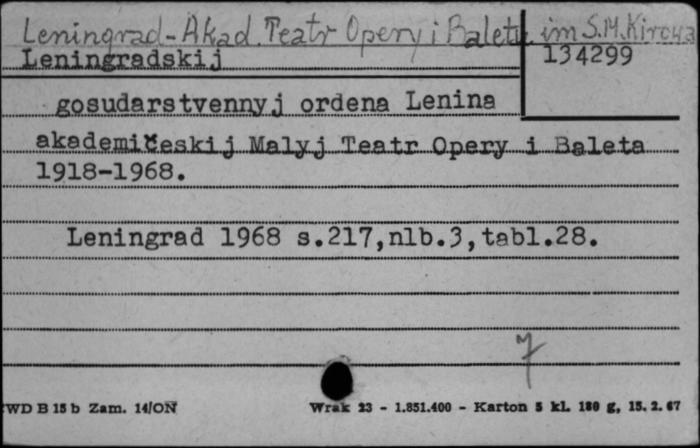 Leningrad-Akad. Teatr Opery i Baletu im S.M. Kirowa
Leningradskij
134299
gosudarstvennyj ordena Lenina
akademičeskij Malyj Teatr Opery i Baleta
1918-1968.
Leningrad 1968 s.217,nlb.3,tabl.28.
WD B 15 b Zam. 14/ON Wrak 23 - 1.851.400 - Karton 5 kl. 180 g, 15. 2. 67